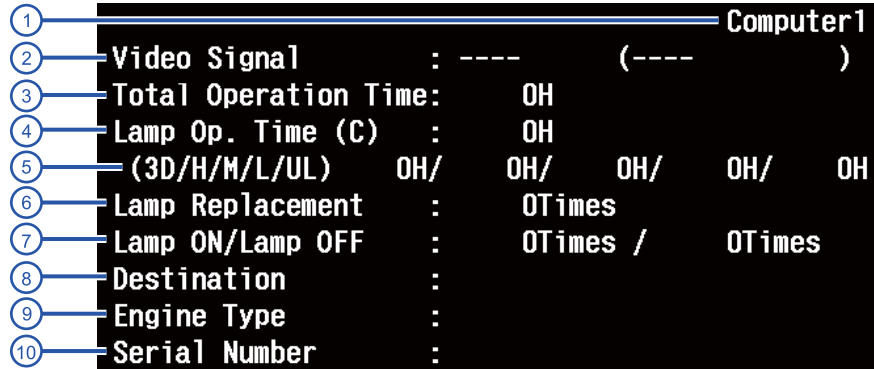 1 Computer1
2 Video Signal : ---- (---- )
3 Total Operation Time: 0H
4 Lamp Op. Time (C) : 0H
5 (3D/H/M/L/UL) 0H/ 0H/ 0H/ 0H/ 0H
6 Lamp Replacement : 0Times
7 Lamp ON/Lamp OFF : 0Times / 0Times
8 Destination :
9 Engine Type :
10 Serial Number :